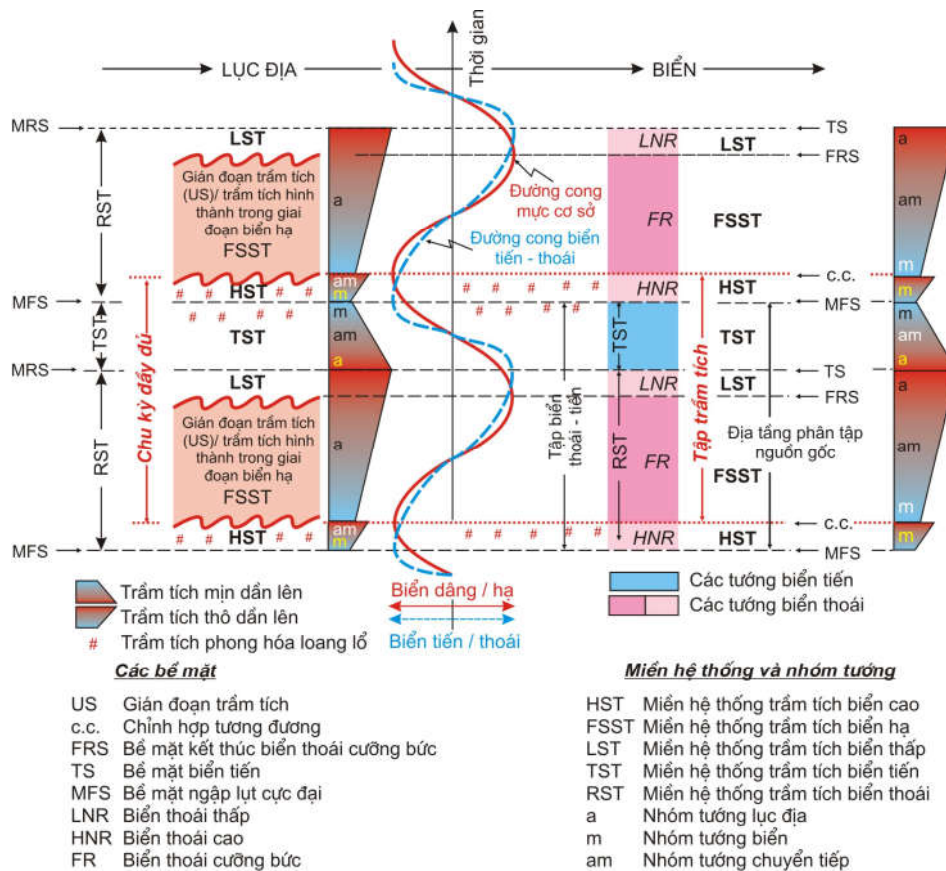 LỤC ĐỊA
Thời gian
BIỂN
MRS
LST
TS
LNR
LST
FRS
a
Gián đoạn trầm tích
(US)/ trầm tích hình
thành trong giai
đoạn biển hạ
FSST
a
RST
Đường cong
mực cơ sở
Đường cong biển
tiến - thoái
FR
FSST
am
m
c.c.
# # # # #
HST
# # # # #
am
m
# # # # #
HNR
HST
m
MFS
MFS
# # # #
m
am
a
# # # #
TST
TST
TST
TST
m
am
a
MRS
TS
LST
LNR
LST
FRS
a
Chu kỳ đầy đủ
Gián đoạn trầm tích
(US)/ trầm tích hình
thành trong giai
đoạn biển hạ
FSST
a
RST
Tập biển
thoái - tiến
RST
FR
Tập trầm tích
Địa tầng phân tập
nguồn gốc
FSST
am
m
c.c.
# # # # #
HST
am
m
# # # # #
HNR
HST
m
MFS
MFS
Trầm tích mịn dần lên
Trầm tích thô dần lên
# Trầm tích phong hóa loang lổ
Biển dâng / hạ
Biển tiến / thoái
Các tướng biển tiến
Các tướng biển thoái
Các bề mặt
US Gián đoạn trầm tích
c.c. Chỉnh hợp tương đương
FRS Bề mặt kết thúc biển thoái cưỡng bức
TS Bề mặt biển tiến
MFS Bề mặt ngập lụt cực đại
LNR Biển thoái thấp
HNR Biển thoái cao
FR Biển thoái cưỡng bức
Miền hệ thống và nhóm tướng
HST Miền hệ thống trầm tích biển cao
FSST Miền hệ thống trầm tích biển hạ
LST Miền hệ thống trầm tích biển thấp
TST Miền hệ thống trầm tích biển tiến
RST Miền hệ thống trầm tích biển thoái
a Nhóm tướng lục địa
m Nhóm tướng biển
am Nhóm tướng chuyển tiếp